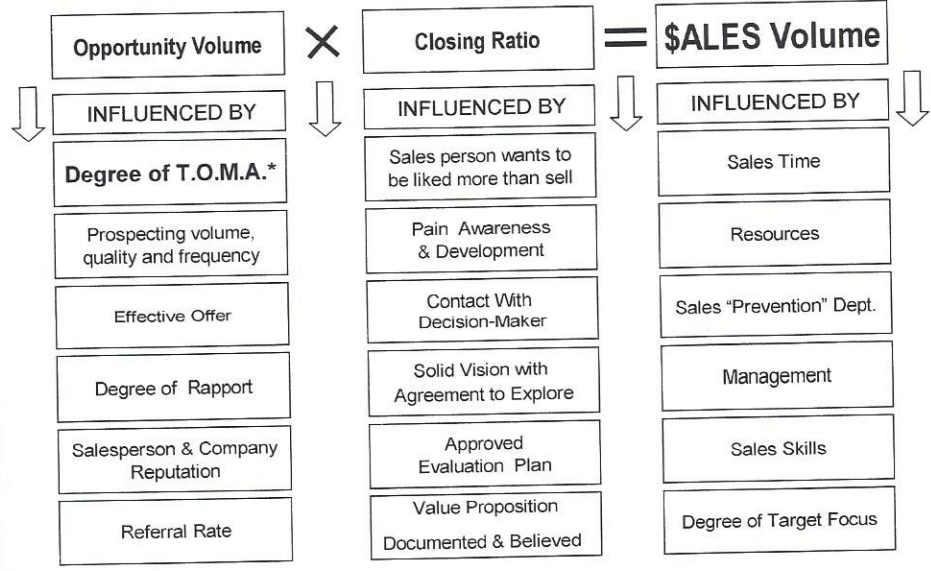 Opportunity Volume × Closing Ratio = $ALES Volume
INFLUENCED BY
Degree of T.O.M.A.*
Prospecting volume,
quality and frequency
Effective Offer
Degree of Rapport
Salesperson & Company
Reputation
Referral Rate
INFLUENCED BY
Sales person wants to
be liked more than sell
Pain Awareness
& Development
Contact With
Decision-Maker
Solid Vision with
Agreement to Explore
Approved
Evaluation Plan
Value Proposition
Documented & Believed
INFLUENCED BY
Sales Time
Resources
Sales “Prevention” Dept.
Management
Sales Skills
Degree of Target Focus